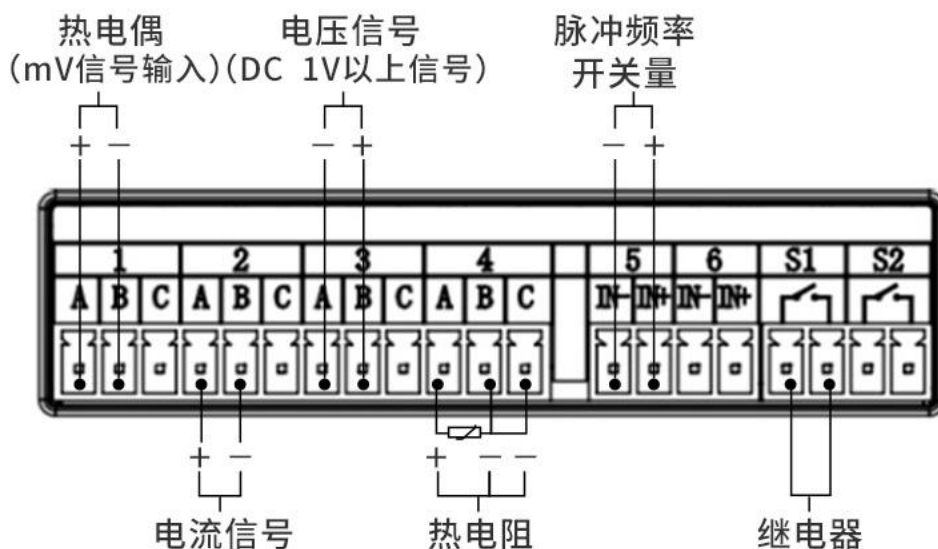 热电偶
(mV信号输入)
电压信号
(DC 1V以上信号)
脉冲频率
开关量
+ −
− +
− +
1 2 3 4 5 6 S1 S2
A B C A B C A B C A B C IN- IN+ IN- IN+
+ −
+ − −
电流信号
热电阻
继电器